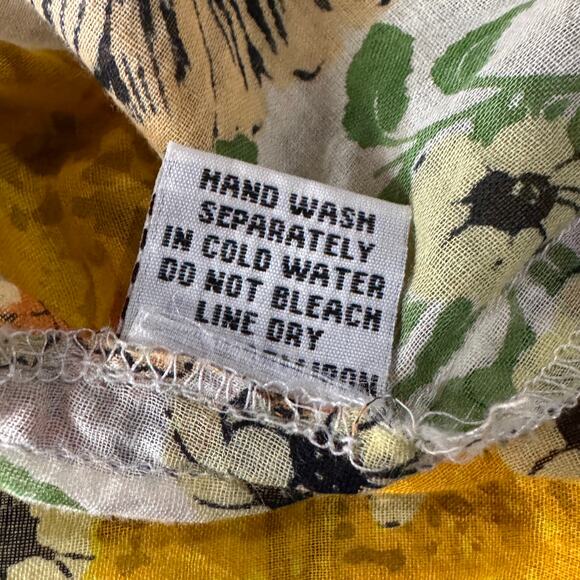 HAND WASH
SEPARATELY
IN COLD WATER
DO NOT BLEACH
LINE DRY
IRON